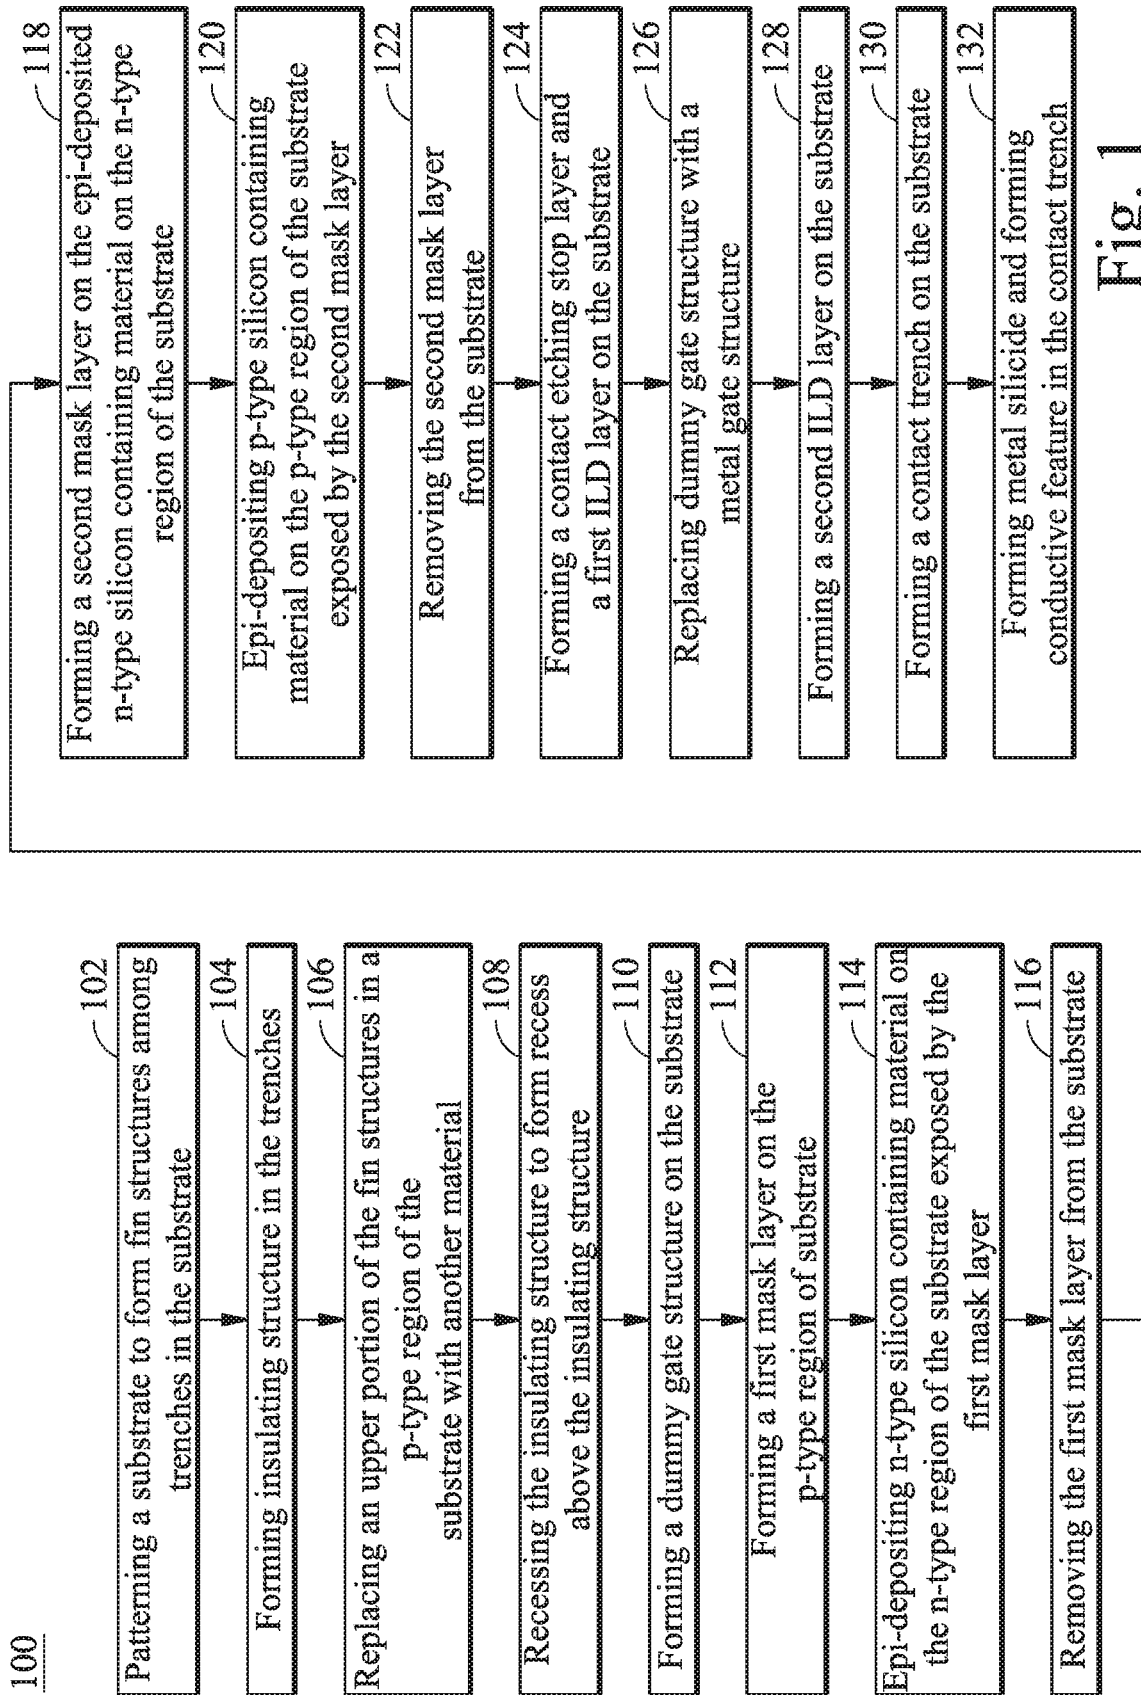 100
102
Patterning a substrate to form fin structures among
trenches in the substrate
104
Forming insulating structure in the trenches
106
Replacing an upper portion of the fin structures in a
p-type region of the
substrate with another material
108
Recessing the insulating structure to form recess
above the insulating structure
110
Forming a dummy gate structure on the substrate
112
Forming a first mask layer on the
p-type region of substrate
114
Epi-depositing n-type silicon containing material on
the n-type region of the substrate exposed by the
first mask layer
116
Removing the first mask layer from the substrate
118
Forming a second mask layer on the epi-deposited
n-type silicon containing material on the n-type
region of the substrate
120
Epi-depositing p-type silicon containing
material on the p-type region of the substrate
exposed by the second mask layer
122
Removing the second mask layer
from the substrate
124
Forming a contact etching stop layer and
a first ILD layer on the substrate
126
Replacing dummy gate structure with a
metal gate structure
128
Forming a second ILD layer on the substrate
130
Forming a contact trench on the substrate
132
Forming metal silicide and forming
conductive feature in the contact trench
Fig. 1